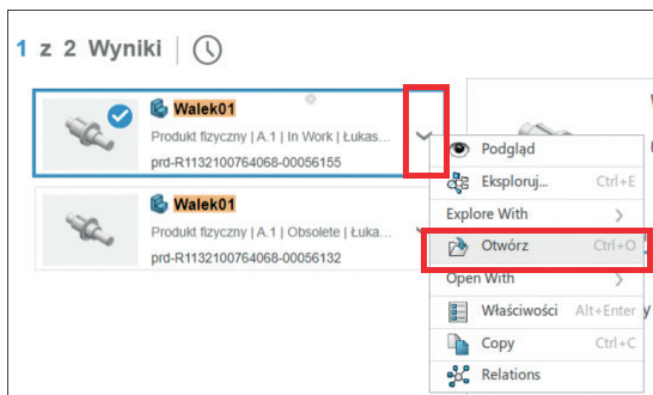 1 z 2 Wyniki
Walek01
Produkt fizyczny | A.1 | In Work | Łukas...
prd-R1132100764068-00056155
Walek01
Produkt fizyczny | A.1 | Obsolete | Łuka...
prd-R1132100764068-00056132
Podgląd
Eksploruj... Ctrl+E
Explore With
Otwórz Ctrl+O
Open With
Właściwości Alt+Enter
Copy Ctrl+C
Relations